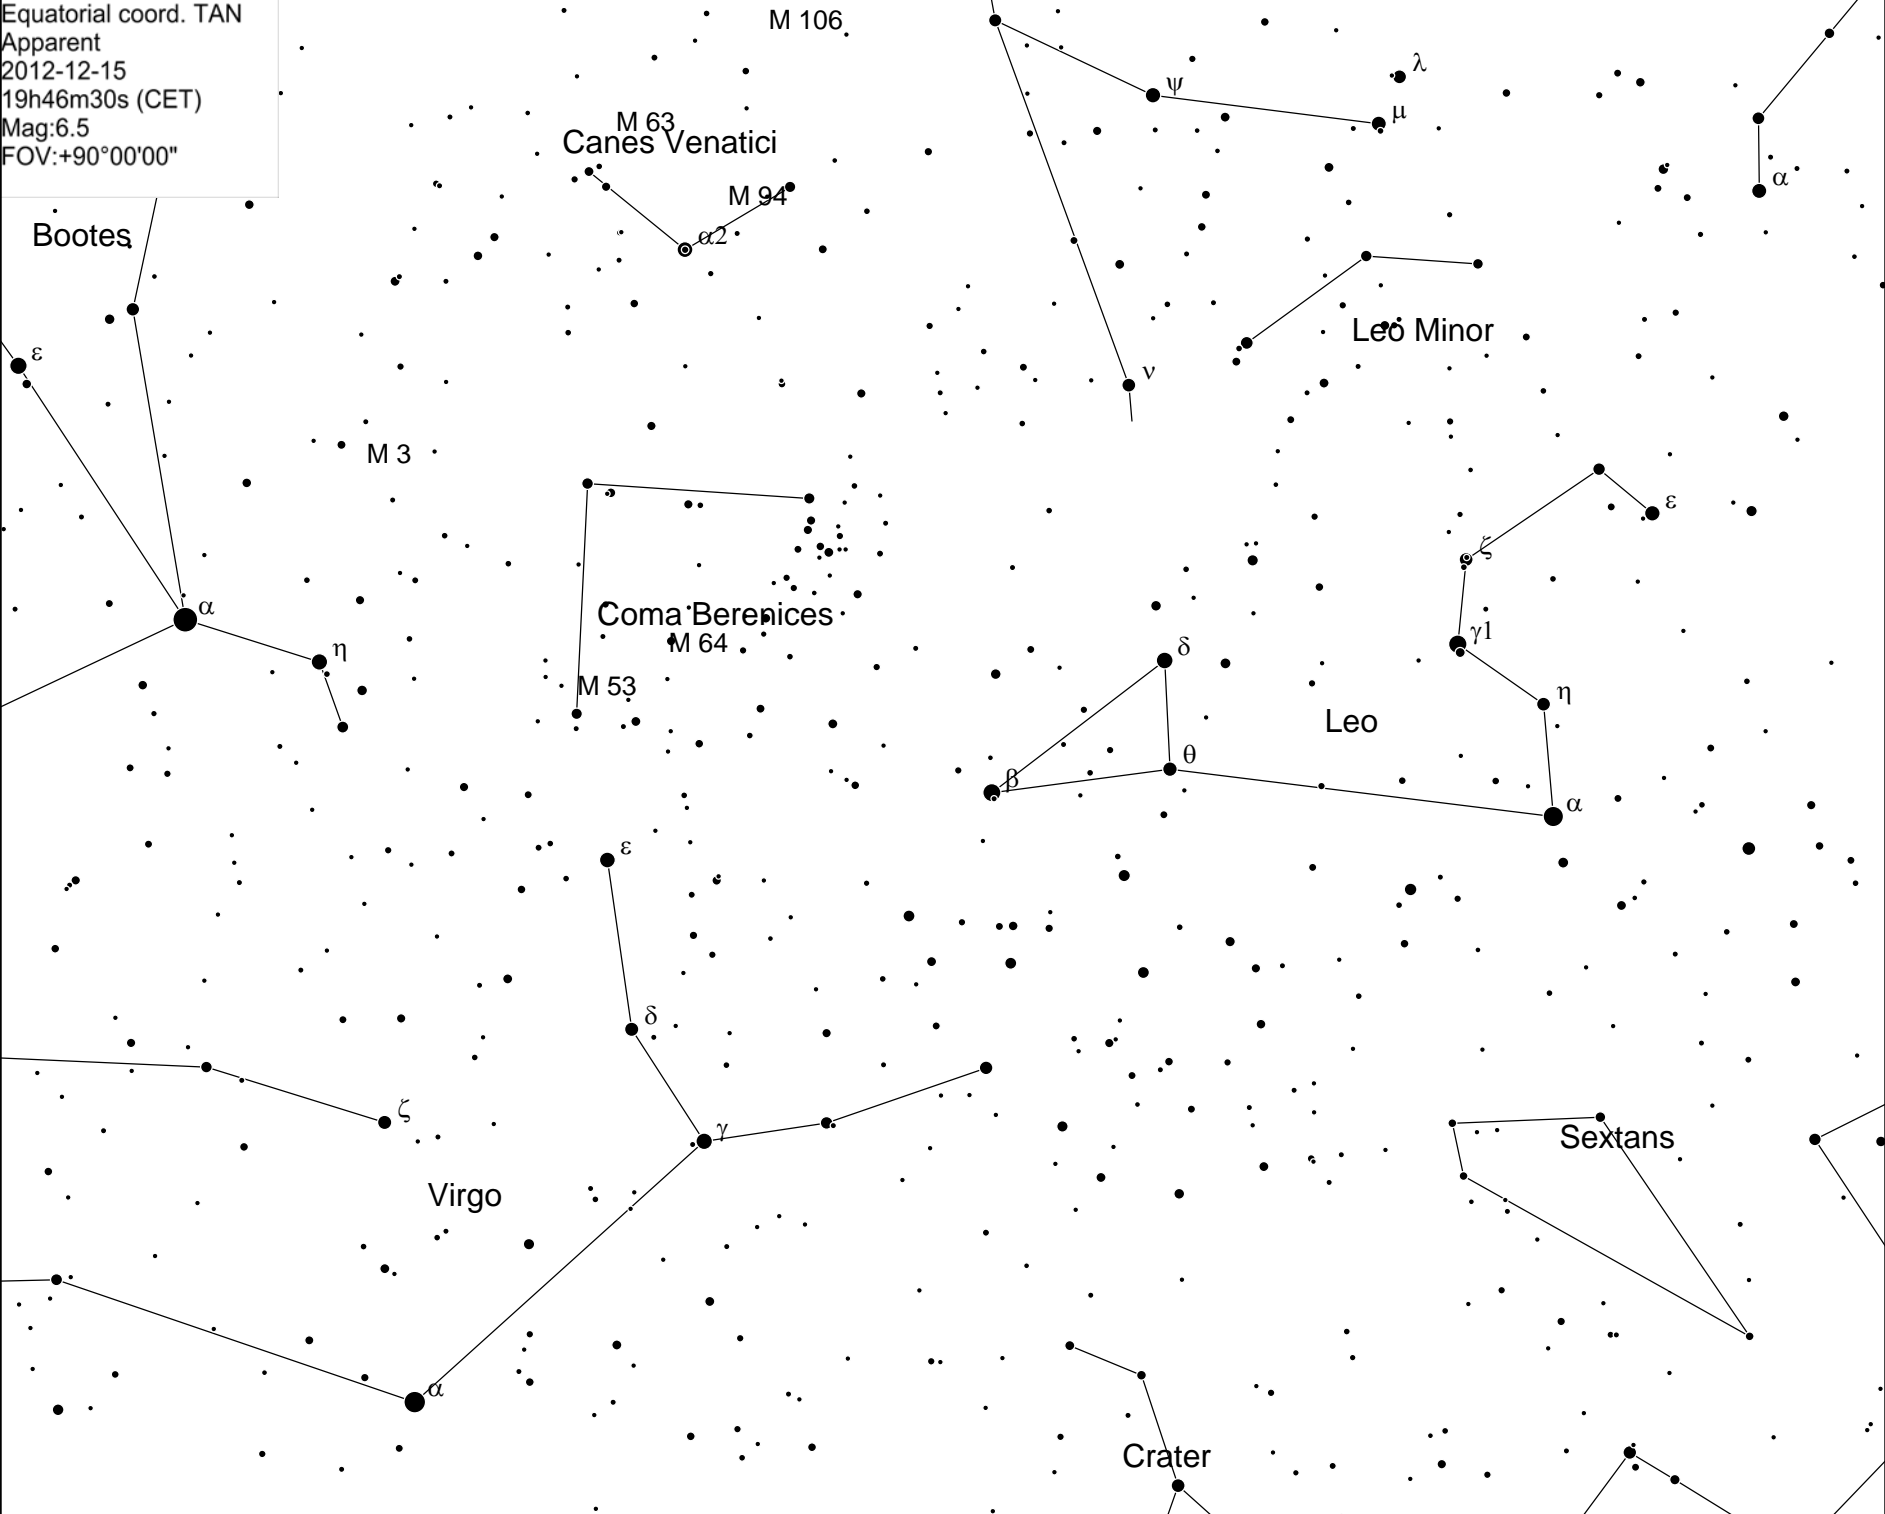 Equatorial coord. TAN
Apparent
2012-12-15
19h46m30s (CET)
Mag:6.5
FOV:+90°00'00"
M 106
λ
ψ
μ
M 63
Canes Venatici
M 94
α
α2
Bootes
Leo Minor
ε
ν
M 3
ε
ζ
α
Coma Berenices
γ1
M 64
δ
η
M 53
η
Leo
θ
β
α
ε
δ
ζ
γ
Sextans
Virgo
α
Crater